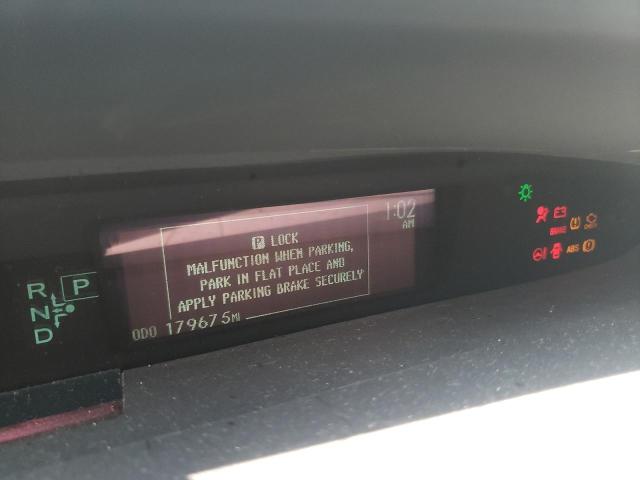 1:02
AM
P LOCK
MALFUNCTION WHEN PARKING,
PARK IN FLAT PLACE AND
APPLY PARKING BRAKE SECURELY
ODO 179675MI
R P
N
D
BRAKE
ABS